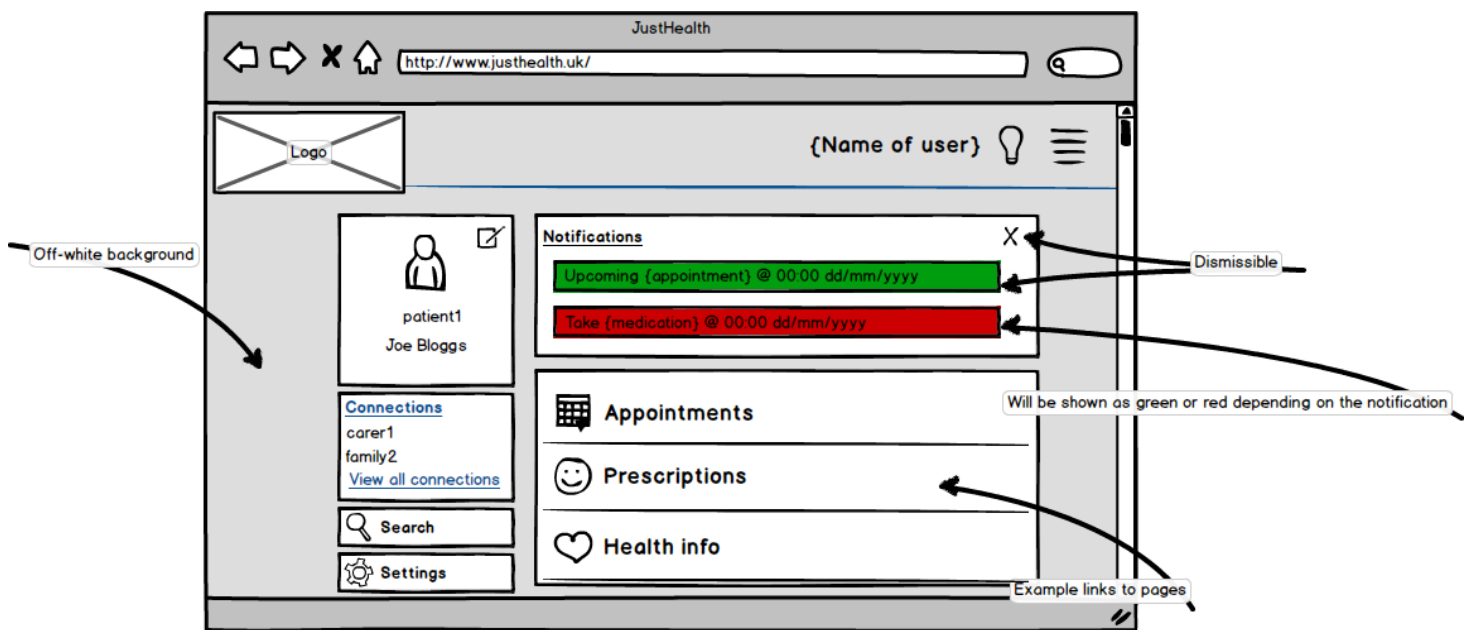 JustHealth
http://www.justhealth.uk/
Logo
{Name of user}
Off-white background
patient1
Joe Bloggs
Connections
carer1
family2
View all connections
Search
Settings
Notifications
X
Upcoming {appointment} @ 00:00 dd/mm/yyyy
Take {medication} @ 00:00 dd/mm/yyyy
Dismissible
Will be shown as green or red depending on the notification
Appointments
Prescriptions
Health info
Example links to pages